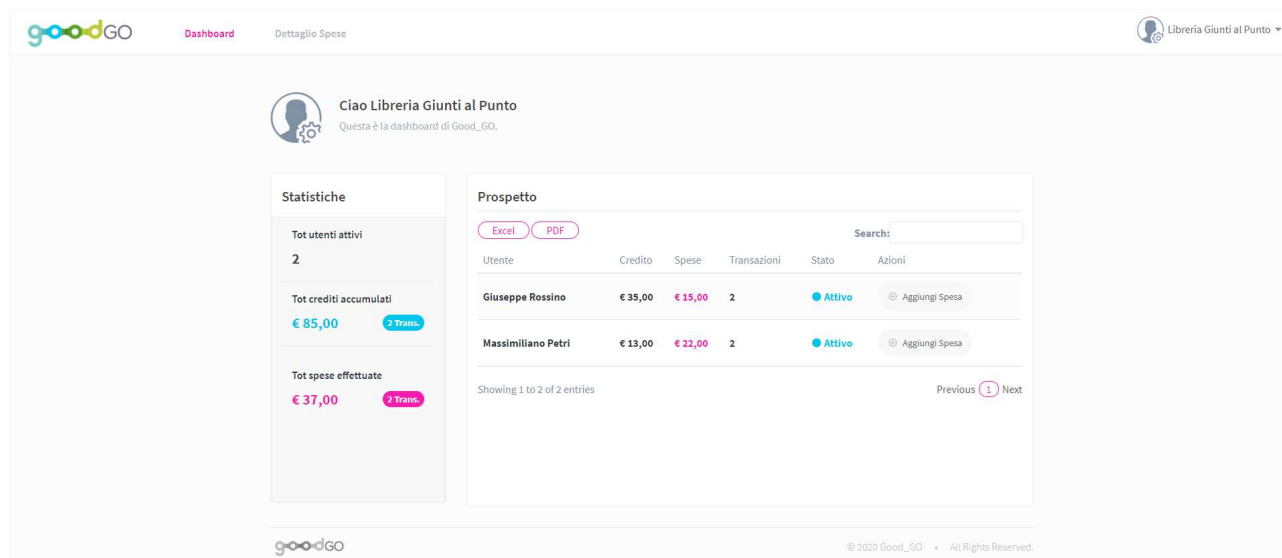 goodGO Dashboard Dettaglio Spese Libreria Giunti al Punto
Ciao Libreria Giunti al Punto
Questa è la dashboard di Good_GO.
Statistiche
Tot utenti attivi
2
Tot crediti accumulati
€ 85,00 2 Trans.
Tot spese effettuate
€ 37,00 2 Trans.
Prospetto
Excel PDF Search:
Utente Credito Spese Transazioni Stato Azioni
Giuseppe Rossino € 35,00 € 15,00 2 Attivo Aggiungi Spesa
Massimiliano Petri € 13,00 € 22,00 2 Attivo Aggiungi Spesa
Showing 1 to 2 of 2 entries Previous 1 Next
goodGO © 2020 Good_GO • All Rights Reserved.